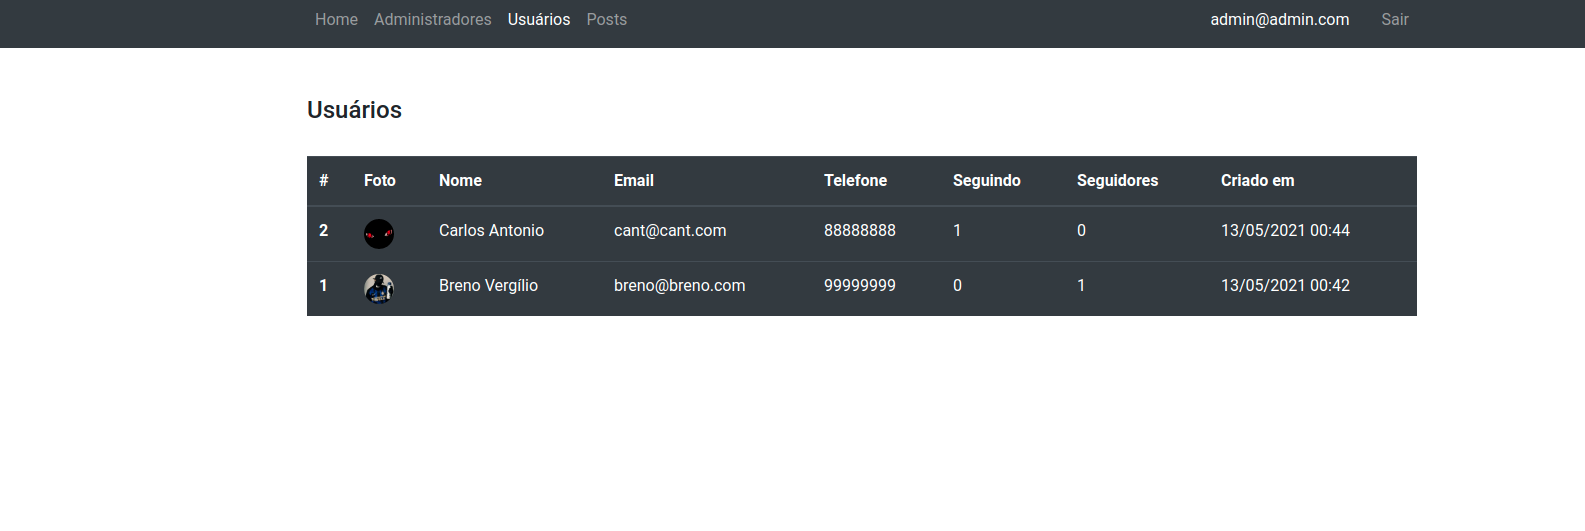 Home Administradores Usuários Posts admin@admin.com Sair
Usuários
# Foto Nome Email Telefone Seguindo Seguidores Criado em
2 Carlos Antonio cant@cant.com 88888888 1 0 13/05/2021 00:44
1 Breno Vergílio breno@breno.com 99999999 0 1 13/05/2021 00:42